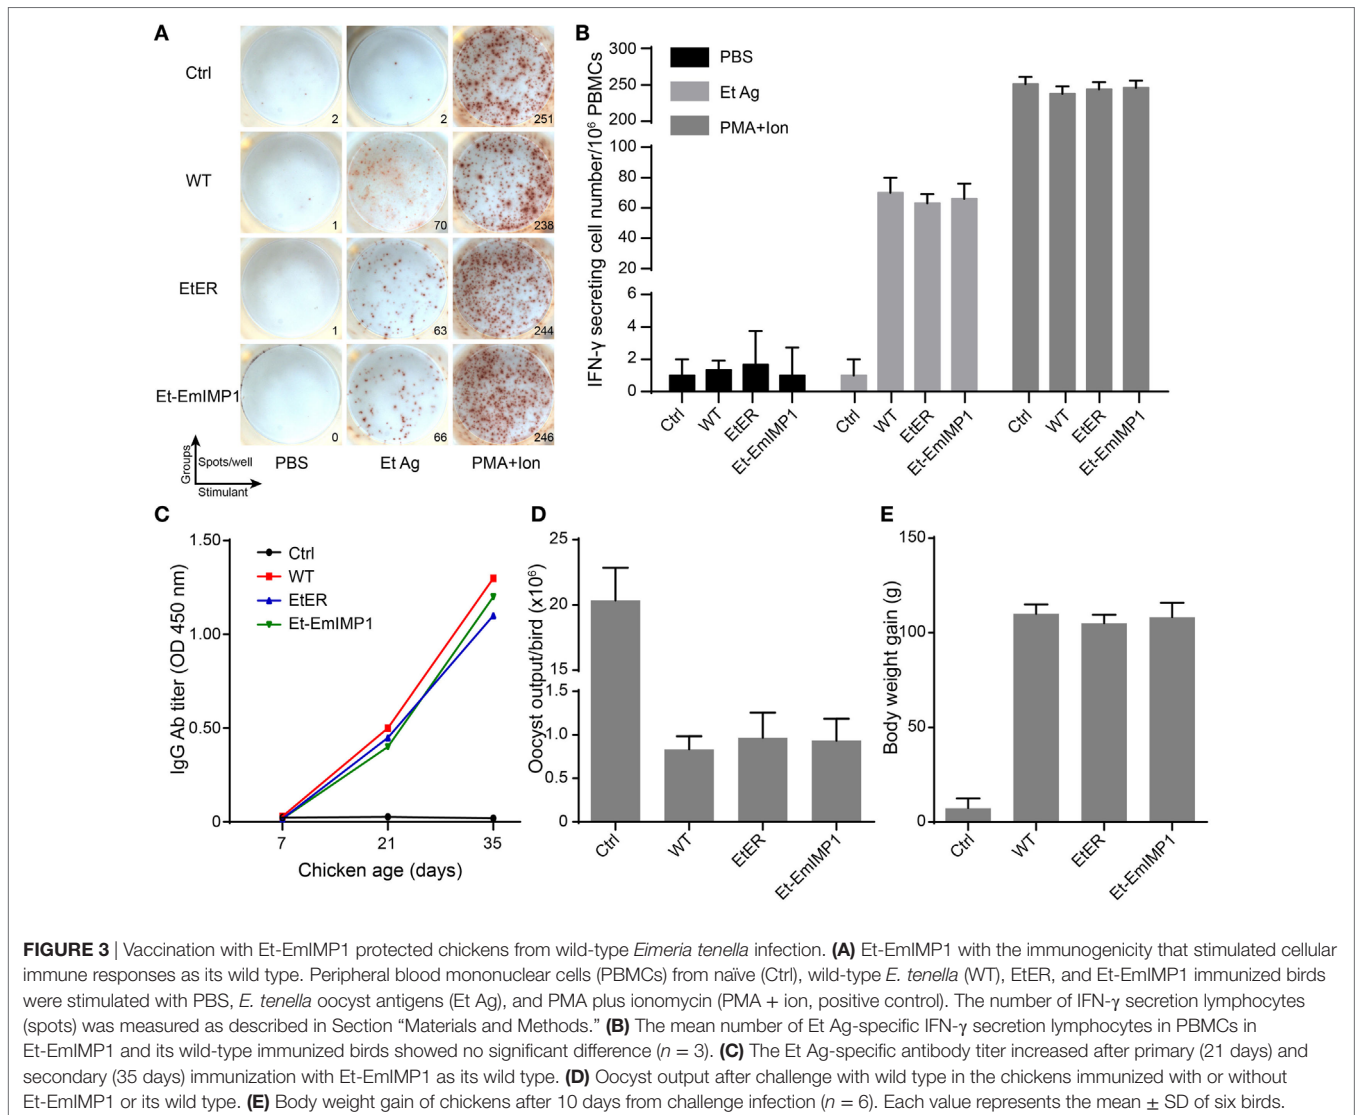 A
Ctrl
2
2
251
WT
1
70
238
EtER
1
63
244
Et-EmIMP1
0
66
246
Groups
Spots/well
Stimulant
PBS
Et Ag
PMA+Ion
B
IFN-γ secreting cell number/10⁶ PBMCs
300
250
200
100
80
60
40
20
6
4
2
0
PBS
Et Ag
PMA+Ion
Ctrl
WT
EtER
Et-EmIMP1
Ctrl
WT
EtER
Et-EmIMP1
Ctrl
WT
EtER
Et-EmIMP1
C
IgG Ab titer (OD 450 nm)
1.50
1.00
0.50
0
Ctrl
WT
EtER
Et-EmIMP1
7
21
35
Chicken age (days)
D
Oocyst output/bird (x10⁶)
25
20
15
1.5
1.0
0.5
0
Ctrl
WT
EtER
Et-EmIMP1
E
Body weight gain (g)
150
100
50
0
Ctrl
WT
EtER
Et-EmIMP1
FIGURE 3 | Vaccination with Et-EmIMP1 protected chickens from wild-type Eimeria tenella infection. (A) Et-EmIMP1 with the immunogenicity that stimulated cellular
immune responses as its wild type. Peripheral blood mononuclear cells (PBMCs) from naïve (Ctrl), wild-type E. tenella (WT), EtER, and Et-EmIMP1 immunized birds
were stimulated with PBS, E. tenella oocyst antigens (Et Ag), and PMA plus ionomycin (PMA + ion, positive control). The number of IFN-γ secretion lymphocytes
(spots) was measured as described in Section “Materials and Methods.” (B) The mean number of Et Ag-specific IFN-γ secretion lymphocytes in PBMCs in
Et-EmIMP1 and its wild-type immunized birds showed no significant difference (n = 3). (C) The Et Ag-specific antibody titer increased after primary (21 days) and
secondary (35 days) immunization with Et-EmIMP1 as its wild type. (D) Oocyst output after challenge with wild type in the chickens immunized with or without
Et-EmIMP1 or its wild type. (E) Body weight gain of chickens after 10 days from challenge infection (n = 6). Each value represents the mean ± SD of six birds.